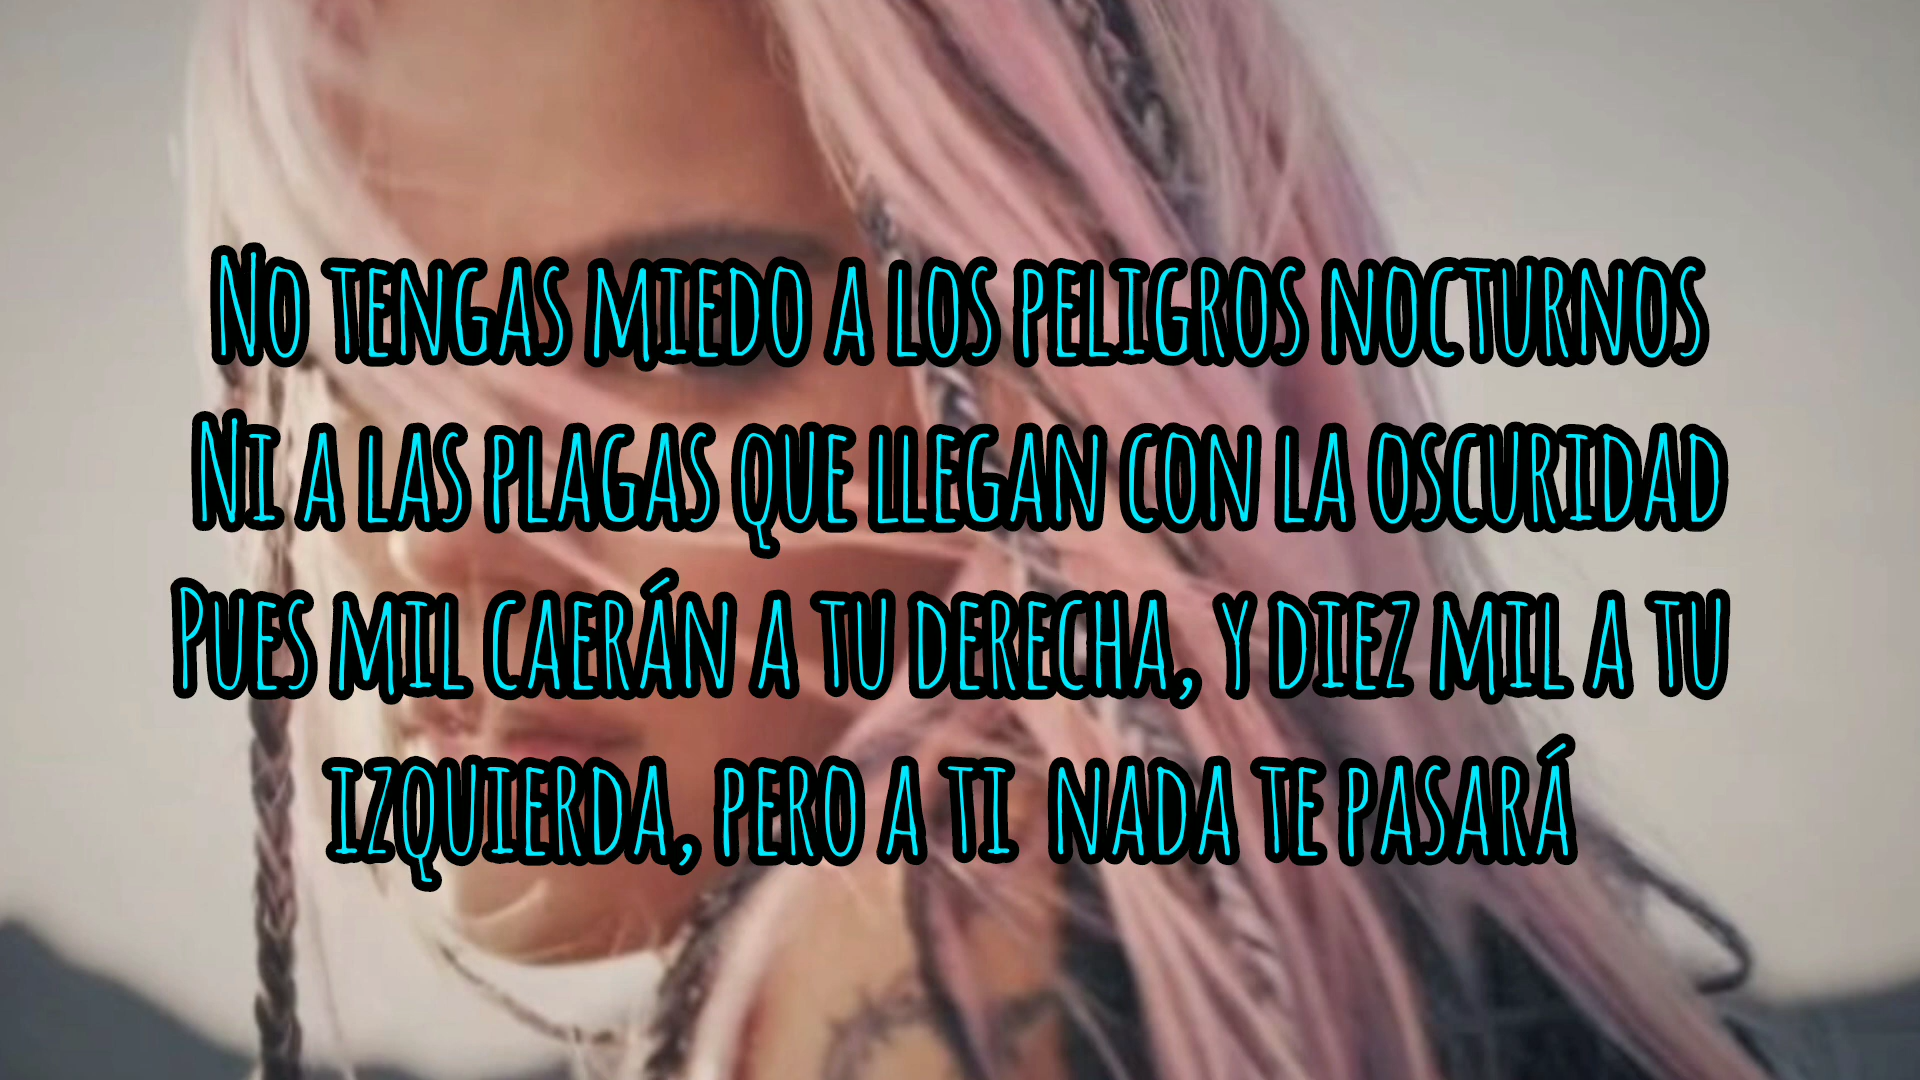 No tengas miedo a los peligros nocturnos
Ni a las plagas que llegan con la oscuridad
Pues mil caerán a tu derecha, y diez mil a tu
izquierda, pero a ti nada te pasará